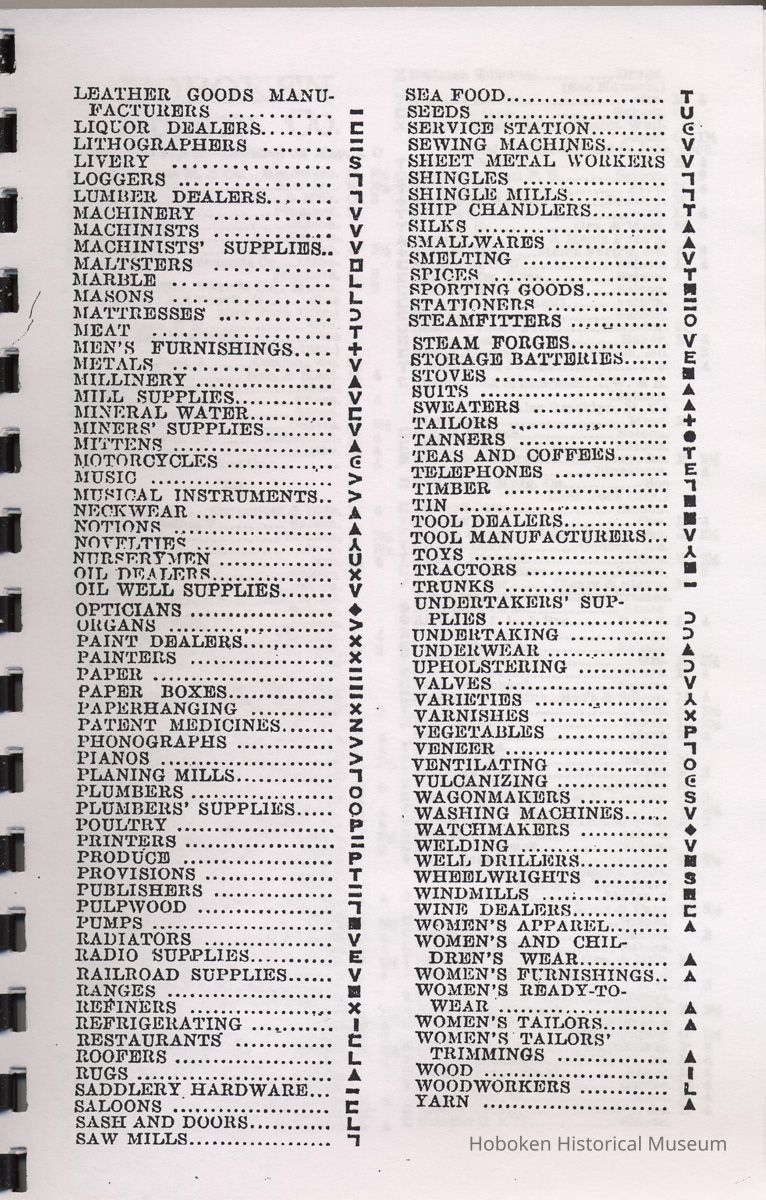 LEATHER GOODS MANU-
FACTURERS ........... –
LIQUOR DEALERS........ ⊏
LITHOGRAPHERS ......... =
LIVERY ................ S
LOGGERS ............... ┐
LUMBER DEALERS....... ┐
MACHINERY ............ V
MACHINISTS ............ V
MACHINISTS' SUPPLIES.. V
MALTSTERS ............ ◘
MARBLE ................ L
MASONS ................ L
MATTRESSES ........... Ɔ
MEAT .................. T
MEN'S FURNISHINGS.... +
METALS ................ V
MILLINERY ............. ▲
MILL SUPPLIES.......... V
MINERAL WATER........ ⊏
MINERS' SUPPLIES....... V
MITTENS ............... ▲
MOTORCYCLES .......... Є
MUSIC ................. >
MUSICAL INSTRUMENTS.. >
NECKWEAR ............. ▲
NOTIONS ............... ▲
NOVELTIES ............. ⅄
NURSERYMEN .......... U
OIL DEALERS........... X
OIL WELL SUPPLIES..... V
OPTICIANS ............. ◆
ORGANS ................ >
PAINT DEALERS......... X
PAINTERS .............. X
PAPER ................. =
PAPER BOXES........... =
PAPERHANGING ........ X
PATENT MEDICINES..... Z
PHONOGRAPHS ......... >
PIANOS ................ >
PLANING MILLS......... ┐
PLUMBERS ............. O
PLUMBERS' SUPPLIES.... O
POULTRY ............... P
PRINTERS .............. =
PRODUCE .............. P
PROVISIONS ............ T
PUBLISHERS ............ =
PULPWOOD ............. ┐
PUMPS ................. ■
RADIATORS ............. V
RADIO SUPPLIES........ E
RAILROAD SUPPLIES..... V
RANGES ................ ■
REFINERS .............. X
REFRIGERATING ........ I
RESTAURANTS .......... ⊏
ROOFERS ............... L
RUGS .................. ▲
SADDLERY HARDWARE... –
SALOONS ............... ⊏
SASH AND DOORS....... L
SAW MILLS............. ┐
SEA FOOD.............. T
SEEDS ................. U
SERVICE STATION....... Є
SEWING MACHINES...... V
SHEET METAL WORKERS V
SHINGLES .............. ┐
SHINGLE MILLS......... ┐
SHIP CHANDLERS........ T
SILKS ................. ▲
SMALLWARES .......... ▲
SMELTING .............. V
SPICES ................ T
SPORTING GOODS....... ■
STATIONERS ............ =
STEAMFITTERS ......... O
STEAM FORGES......... V
STORAGE BATTERIES.... E
STOVES ................ ■
SUITS ................. ▲
SWEATERS ............. ▲
TAILORS ............... +
TANNERS ............... ●
TEAS AND COFFEES..... T
TELEPHONES ........... E
TIMBER ................ ┐
TIN ................... ■
TOOL DEALERS.......... ■
TOOL MANUFACTURERS... V
TOYS .................. ⅄
TRACTORS ............. ■
TRUNKS ................ –
UNDERTAKERS' SUP-
PLIES ................ Ɔ
UNDERTAKING .......... Ɔ
UNDERWEAR ........... ▲
UPHOLSTERING ......... Ɔ
VALVES ................ V
VARIETIES ............. ⅄
VARNISHES ............. X
VEGETABLES ........... P
VENEER ............... ┐
VENTILATING ........... O
VULCANIZING .......... Є
WAGONMAKERS ......... S
WASHING MACHINES..... V
WATCHMAKERS ......... ◆
WELDING ............... V
WELL DRILLERS......... ■
WHEELWRIGHTS ........ S
WINDMILLS ............ ■
WINE DEALERS.......... ⊏
WOMEN'S APPAREL...... ▲
WOMEN'S AND CHIL-
DREN'S WEAR......... ▲
WOMEN'S FURNISHINGS.. ▲
WOMEN'S READY-TO-
WEAR ................ ▲
WOMEN'S TAILORS....... ▲
WOMEN'S TAILORS'
TRIMMINGS ........... ▲
WOOD ................. I
WOODWORKERS ......... L
YARN .................. ▲
Hoboken Historical Museum